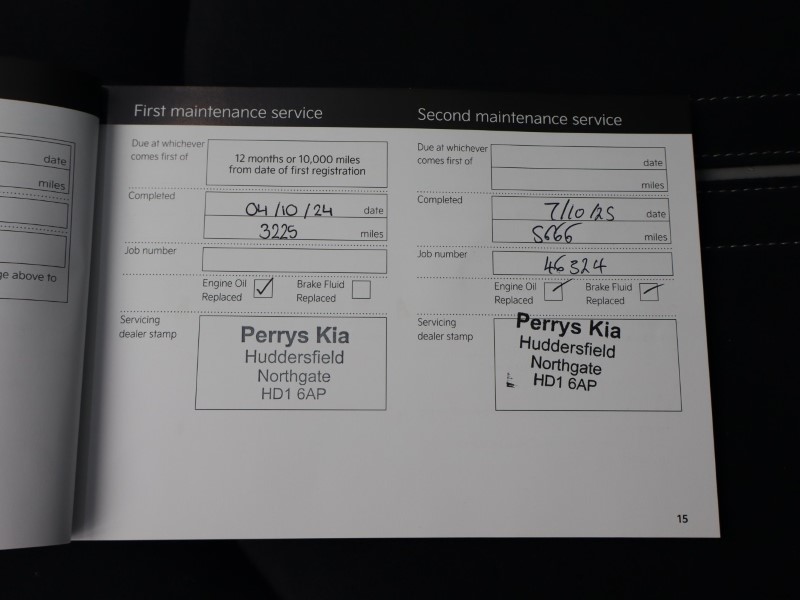 date
miles
ge above to
First maintenance service
Due at whichever
comes first of
12 months or 10,000 miles
from date of first registration
Completed
04/10/24 date
3225 miles
Job number
Engine Oil
Replaced
Brake Fluid
Replaced
Servicing
dealer stamp
Perrys Kia
Huddersfield
Northgate
HD1 6AP
Second maintenance service
Due at whichever
comes first of
date
miles
Completed
7/10/25 date
5666 miles
Job number
46324
Engine Oil
Replaced
Brake Fluid
Replaced
Servicing
dealer stamp
Perrys Kia
Huddersfield
Northgate
HD1 6AP
15